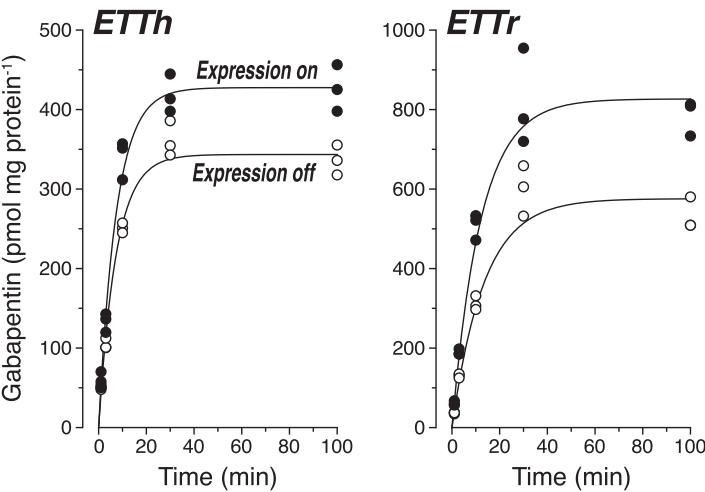 ETTh
ETTr
Gabapentin (pmol mg protein⁻¹)
500
400
300
200
100
0
Expression on
Expression off
0 20 40 60 80 100
Time (min)
1000
800
600
400
200
0
0 20 40 60 80 100
Time (min)